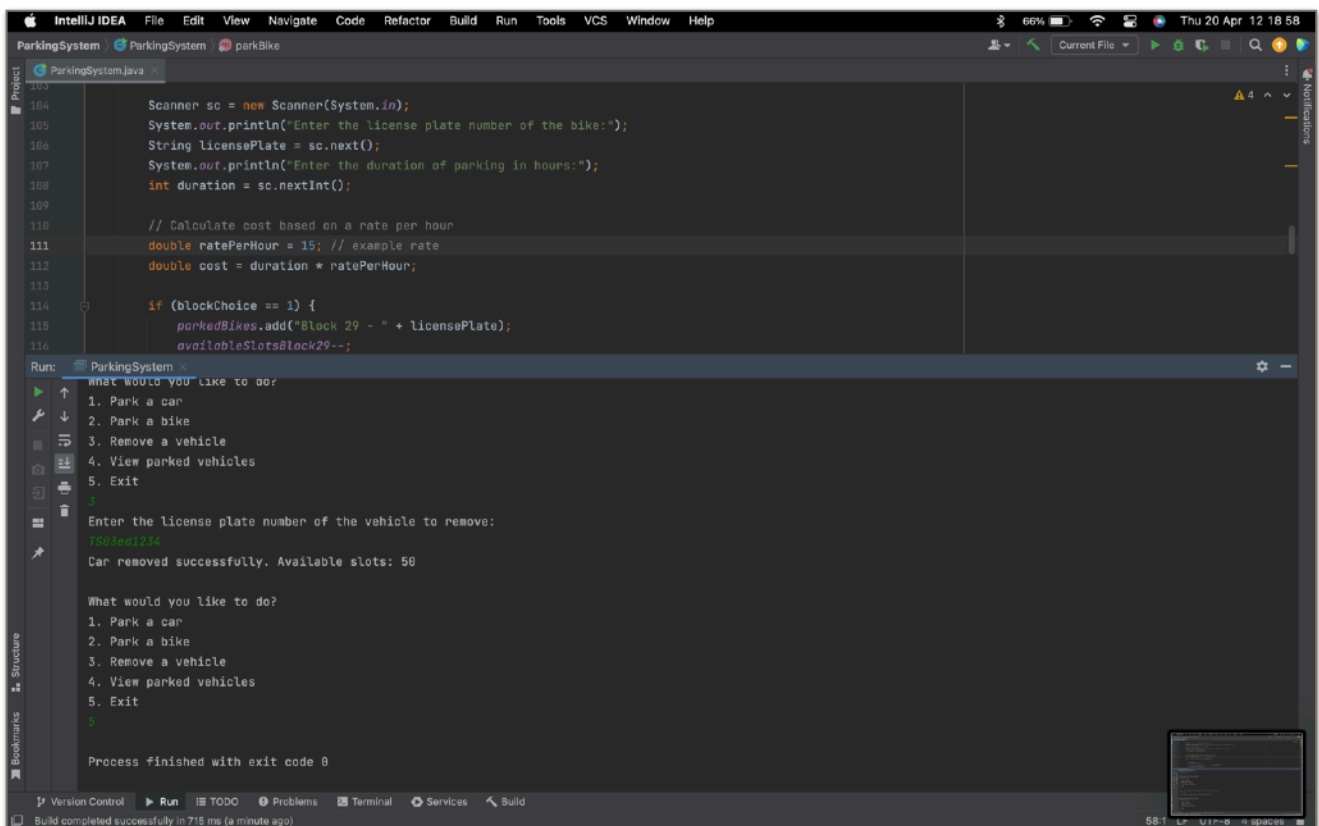 IntelliJ IDEA File Edit View Navigate Code Refactor Build Run Tools VCS Window Help 66% Thu 20 Apr 12 18 58
ParkingSystem ParkingSystem parkBike Current File
Project ParkingSystem.java
Notifications
103
104 Scanner sc = new Scanner(System.in); 4
105 System.out.println("Enter the license plate number of the bike:");
106 String licensePlate = sc.next();
107 System.out.println("Enter the duration of parking in hours:");
108 int duration = sc.nextInt();
109
110 // Calculate cost based on a rate per hour
111 double ratePerHour = 15; // example rate
112 double cost = duration * ratePerHour;
113
114 if (blockChoice == 1) {
115 parkedBikes.add("Block 29 - " + licensePlate);
116 availableSlotsBlock29--;
Run: ParkingSystem
What would you like to do?
1. Park a car
2. Park a bike
3. Remove a vehicle
4. View parked vehicles
5. Exit
3
Enter the license plate number of the vehicle to remove:
TS03ed1234
Car removed successfully. Available slots: 50
What would you like to do?
1. Park a car
2. Park a bike
3. Remove a vehicle
4. View parked vehicles
5. Exit
5
Process finished with exit code 0
Structure
Bookmarks
Version Control Run TODO Problems Terminal Services Build
Build completed successfully in 715 ms (a minute ago) 58:1 LF UTF-8 4 spaces